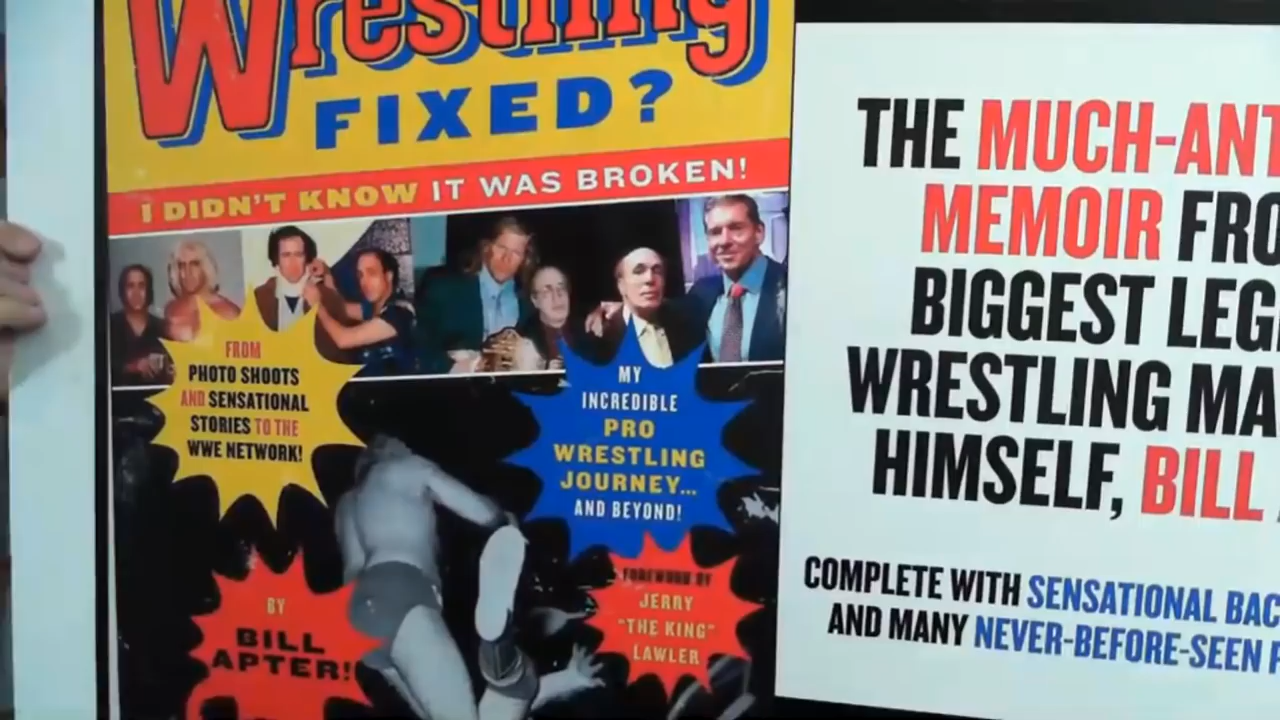 Wrestling
FIXED?
I DIDN'T KNOW IT WAS BROKEN!
FROM
PHOTO SHOOTS
AND SENSATIONAL
STORIES TO THE
WWE NETWORK!
MY
INCREDIBLE
PRO
WRESTLING
JOURNEY...
AND BEYOND!
BY
BILL
APTER!
FOREWORD BY
JERRY
"THE KING"
LAWLER
THE MUCH-ANT
MEMOIR FRO
BIGGEST LEG
WRESTLING MA
HIMSELF, BILL
COMPLETE WITH SENSATIONAL BAC
AND MANY NEVER-BEFORE-SEEN P